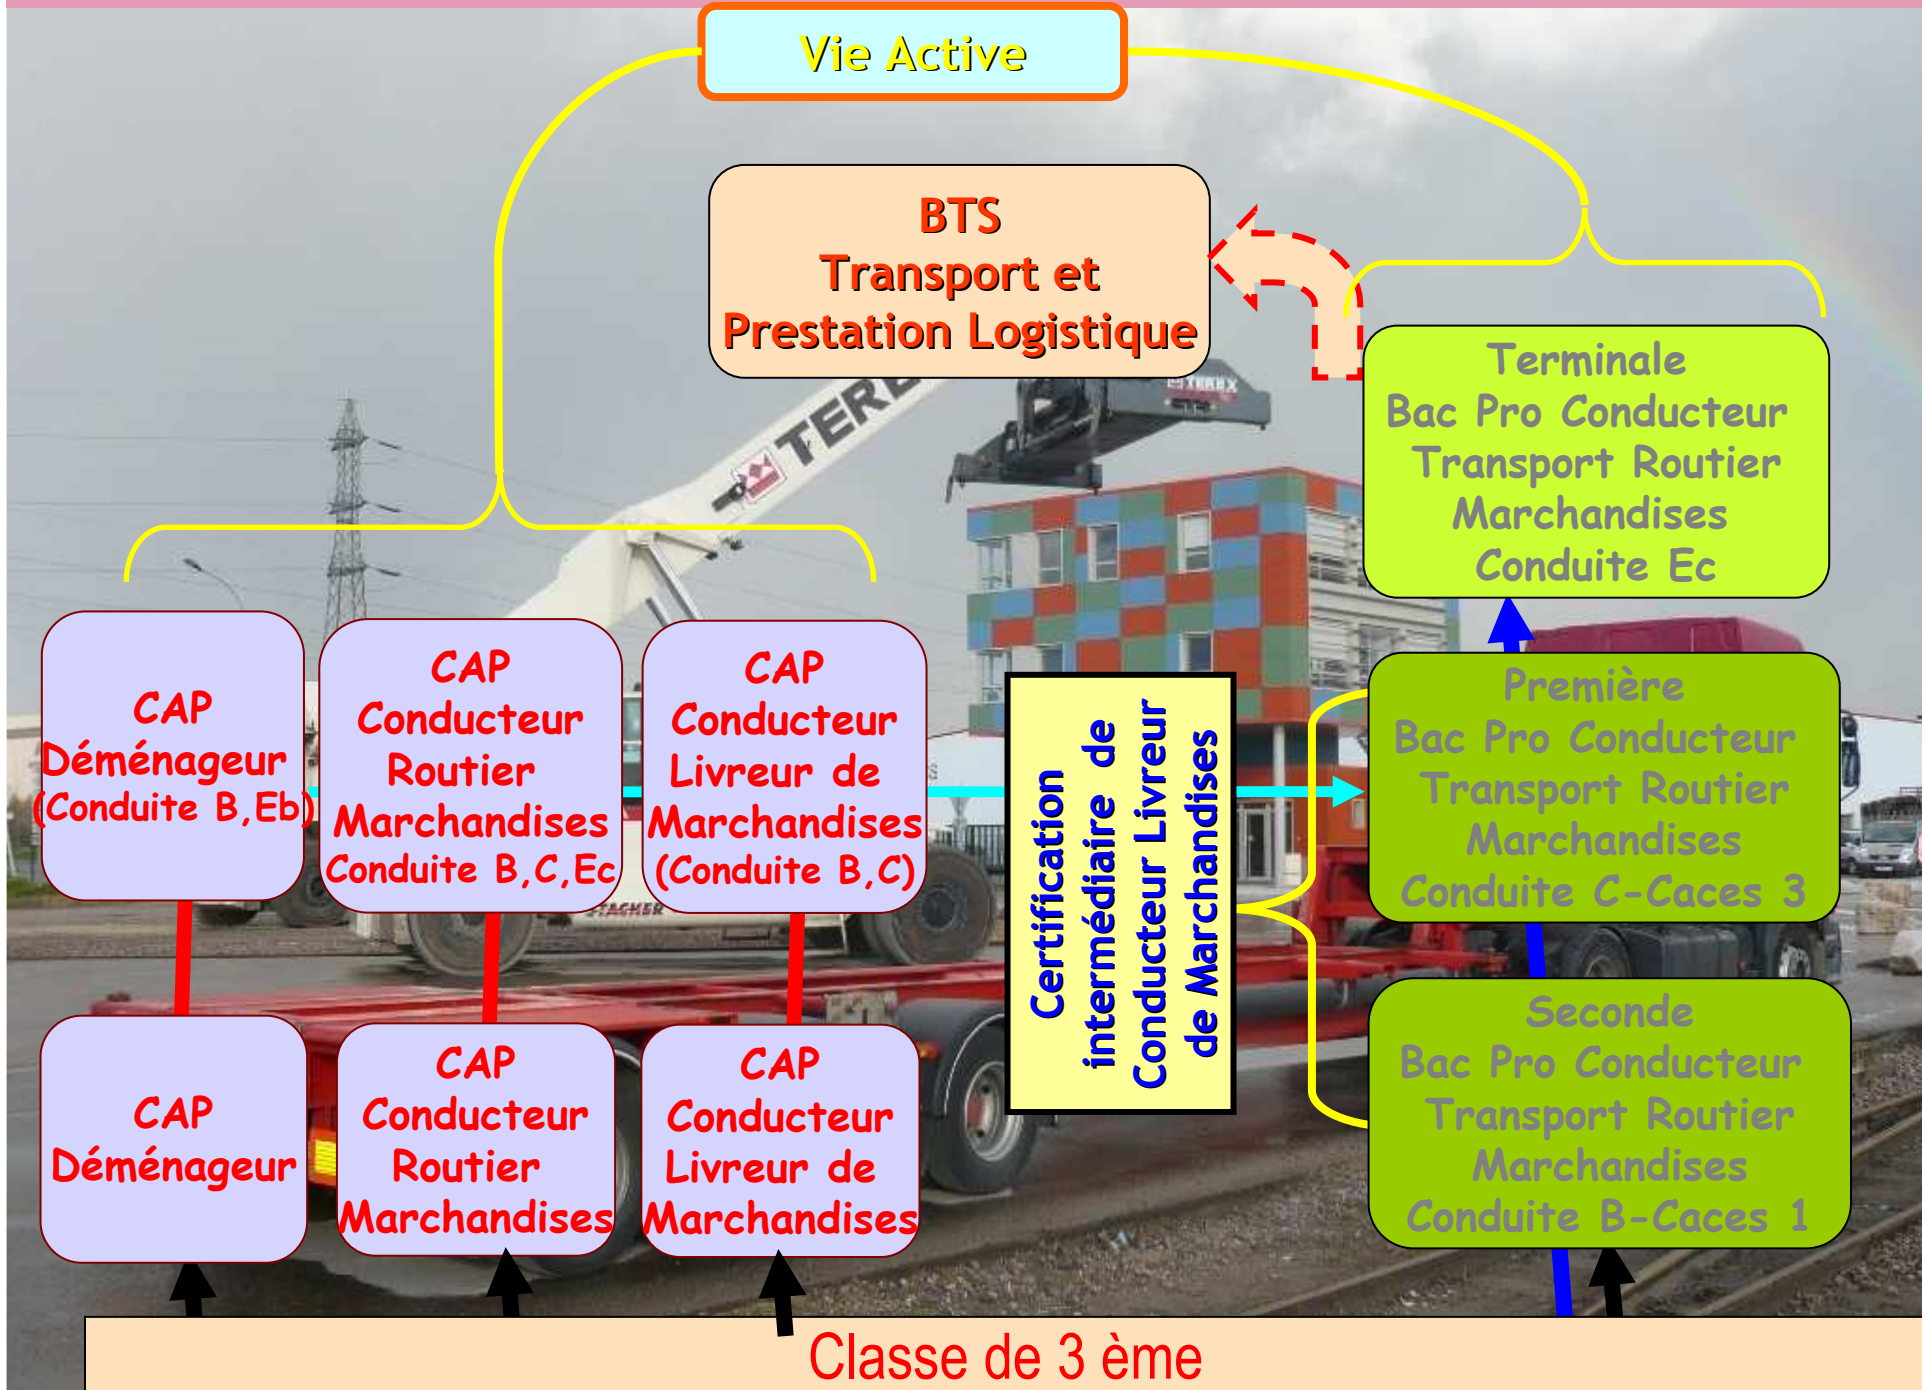 Vie Active
BTS
Transport et
Prestation Logistique
TEREX
Terminale
Bac Pro Conducteur
Transport Routier
Marchandises
Conduite Ec
CAP
Déménageur
(Conduite B,Eb)
CAP
Conducteur
Routier
Marchandises
Conduite B,C,Ec
CAP
Conducteur
Livreur de
Marchandises
(Conduite B,C)
Certification
intermédiaire de
Conducteur Livreur
de Marchandises
Première
Bac Pro Conducteur
Transport Routier
Marchandises
Conduite C-Caces 3
TERE
STACKER
CAP
Déménageur
CAP
Conducteur
Routier
Marchandises
CAP
Conducteur
Livreur de
Marchandises
Seconde
Bac Pro Conducteur
Transport Routier
Marchandises
Conduite B-Caces 1
Classe de 3 ème